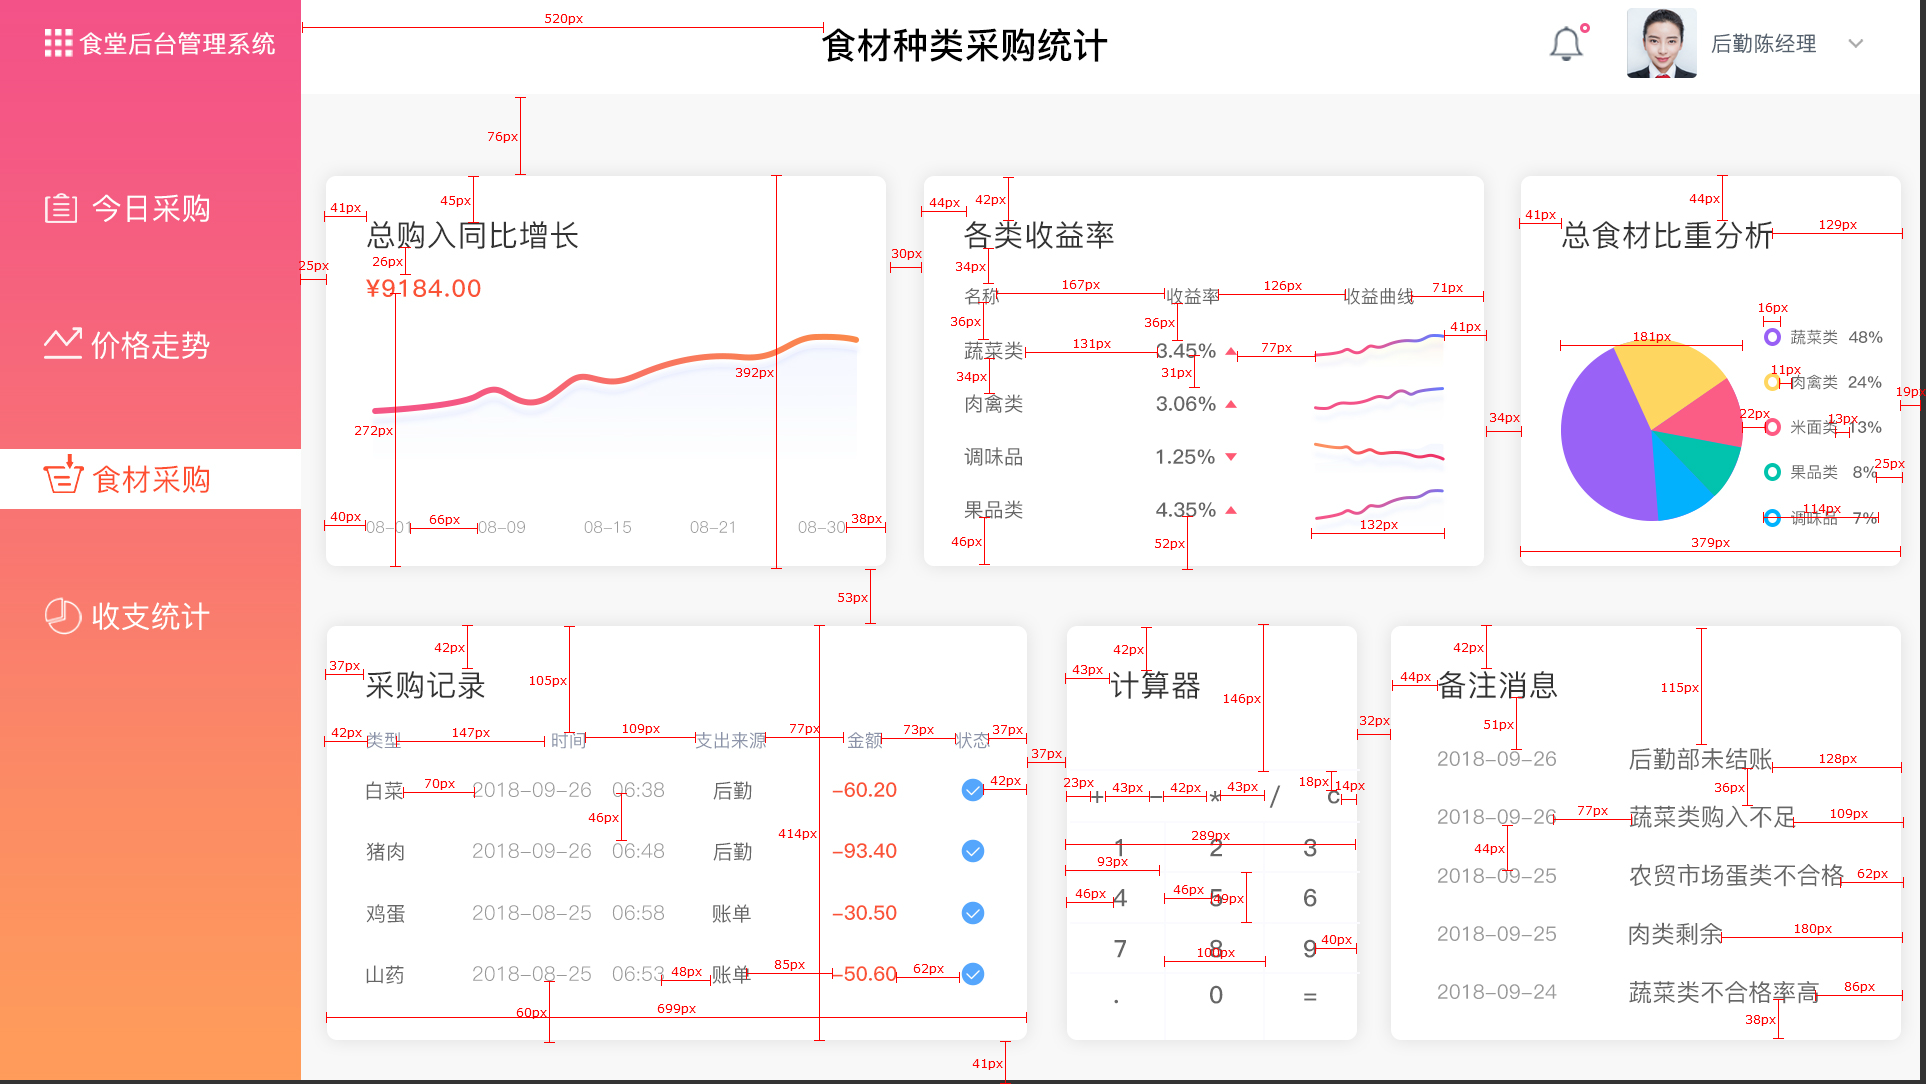 食堂后台管理系统
520px
食材种类采购统计
后勤陈经理
76px
今日采购
价格走势
食材采购
收支统计
45px
41px
总购入同比增长
26px
25px
¥9184.00
392px
272px
40px
08-01
66px
08-09
08-15
08-21
08-30
38px
30px
44px
42px
各类收益率
34px
名称
167px
收益率
126px
收益曲线
71px
36px
36px
蔬菜类
131px
3.45%
77px
41px
34px
31px
肉禽类
3.06%
调味品
1.25%
果品类
4.35%
46px
52px
132px
34px
44px
41px
总食材比重分析
129px
16px
181px
蔬菜类 48%
11px
肉禽类 24%
19px
22px
米面类
13px
13%
果品类 8%
25px
114px
调味品 7%
379px
53px
42px
37px
采购记录
105px
42px
类型
147px
时间
109px
支出来源
77px
金额
73px
状态
37px
37px
白菜
70px
2018-09-26 06:38
后勤
-60.20
42px
46px
414px
猪肉
2018-09-26 06:48
后勤
-93.40
鸡蛋
2018-08-25 06:58
账单
-30.50
山药
2018-08-25 06:53
48px
账单
85px
-50.60
62px
60px
699px
41px
42px
43px
计算器
146px
32px
23px
+
43px
-
42px
*
43px
/
18px
c
14px
289px
1 2 3
93px
46px
4
46px
5
49px
6
7 8 9
40px
100px
. 0 =
42px
44px
备注消息
115px
51px
2018-09-26
后勤部未结账
128px
36px
2018-09-26
77px
蔬菜类购入不足
109px
44px
2018-09-25
农贸市场蛋类不合格
62px
2018-09-25
肉类剩余
180px
2018-09-24
蔬菜类不合格率高
86px
38px